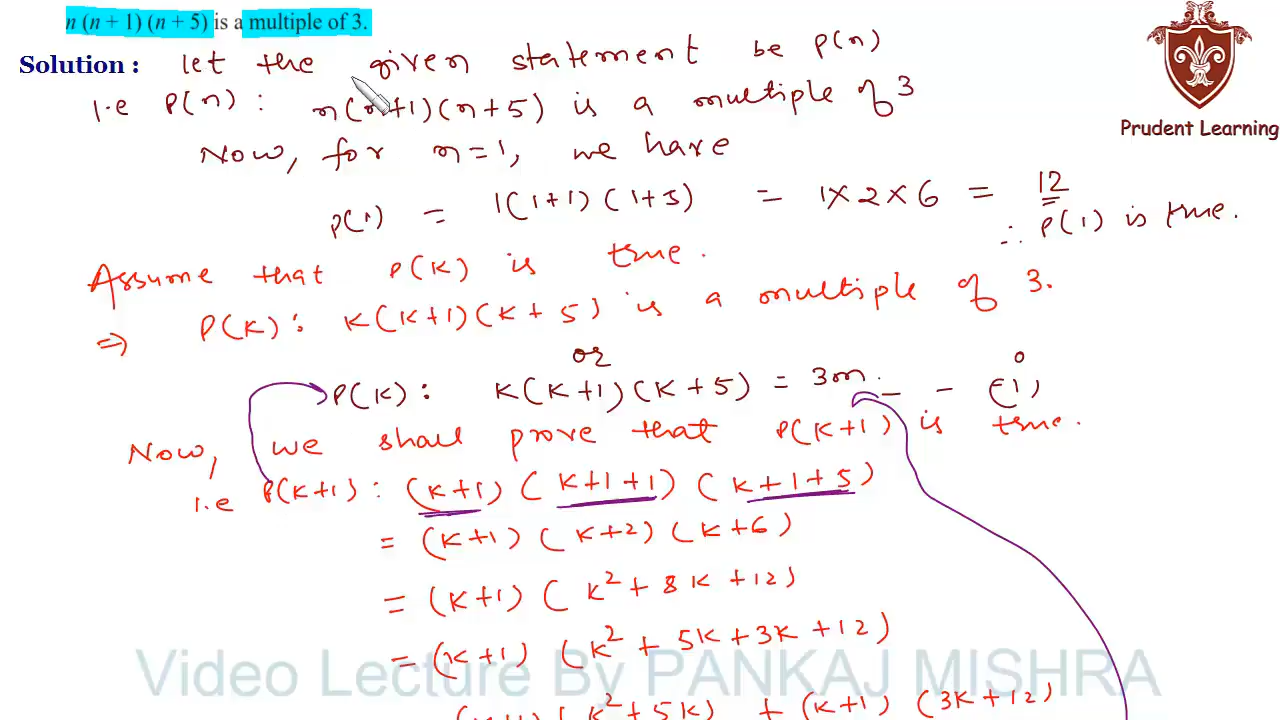 n (n + 1) (n + 5) is a multiple of 3.
Prudent Learning
Solution : let the given statement be P(n)
i.e P(n) : n(n+1)(n+5) is a multiple of 3
Now, for n=1, we have
P(1) = 1(1+1)(1+5) = 1×2×6 = 12
∴ P(1) is true.
Assume that P(K) is true.
⇒ P(K): K(K+1)(K+5) is a multiple of 3.
or
P(K) : K(K+1)(K+5) = 3m - - (i)
Now, we shall prove that P(K+1) is true.
i.e P(K+1) : (K+1) (K+1+1) (K+1+5)
= (K+1) (K+2) (K+6)
= (K+1) (K² + 8K + 12)
= (K+1) (K² + 5K + 3K + 12)
Video Lecture By PANKAJ MISHRA
(K+1) (K² + 5K) + (K+1) (3K+12)